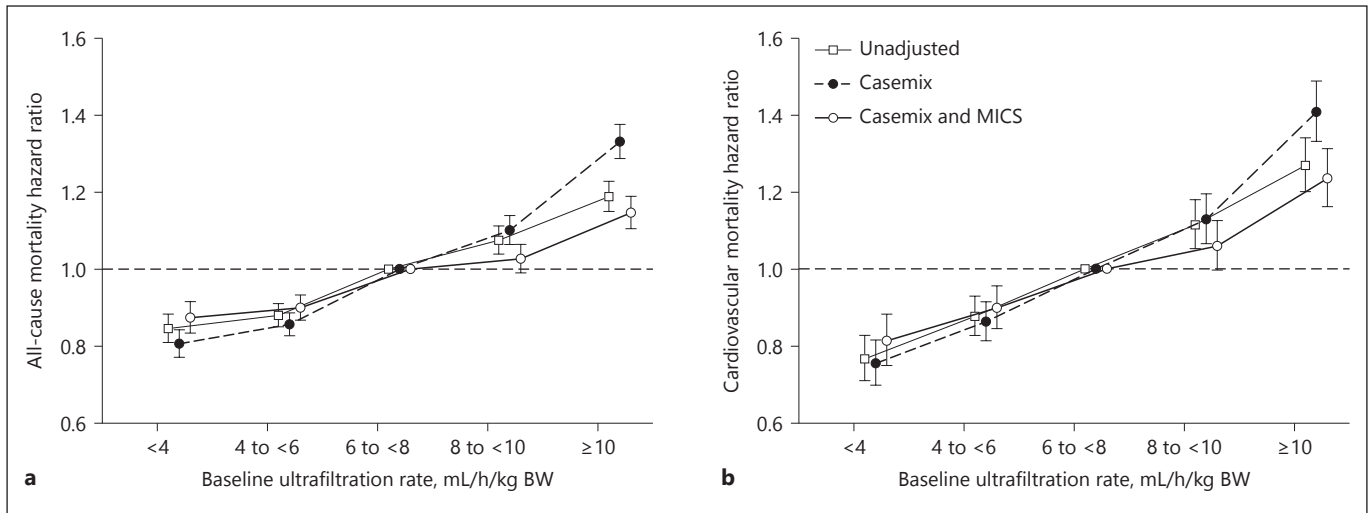 All-cause mortality hazard ratio
1.6
1.4
1.2
1.0
0.8
0.6
<4
4 to <6
6 to <8
8 to <10
≥10
a
Baseline ultrafiltration rate, mL/h/kg BW
Cardiovascular mortality hazard ratio
1.6
1.4
1.2
1.0
0.8
0.6
Unadjusted
Casemix
Casemix and MICS
<4
4 to <6
6 to <8
8 to <10
≥10
b
Baseline ultrafiltration rate, mL/h/kg BW